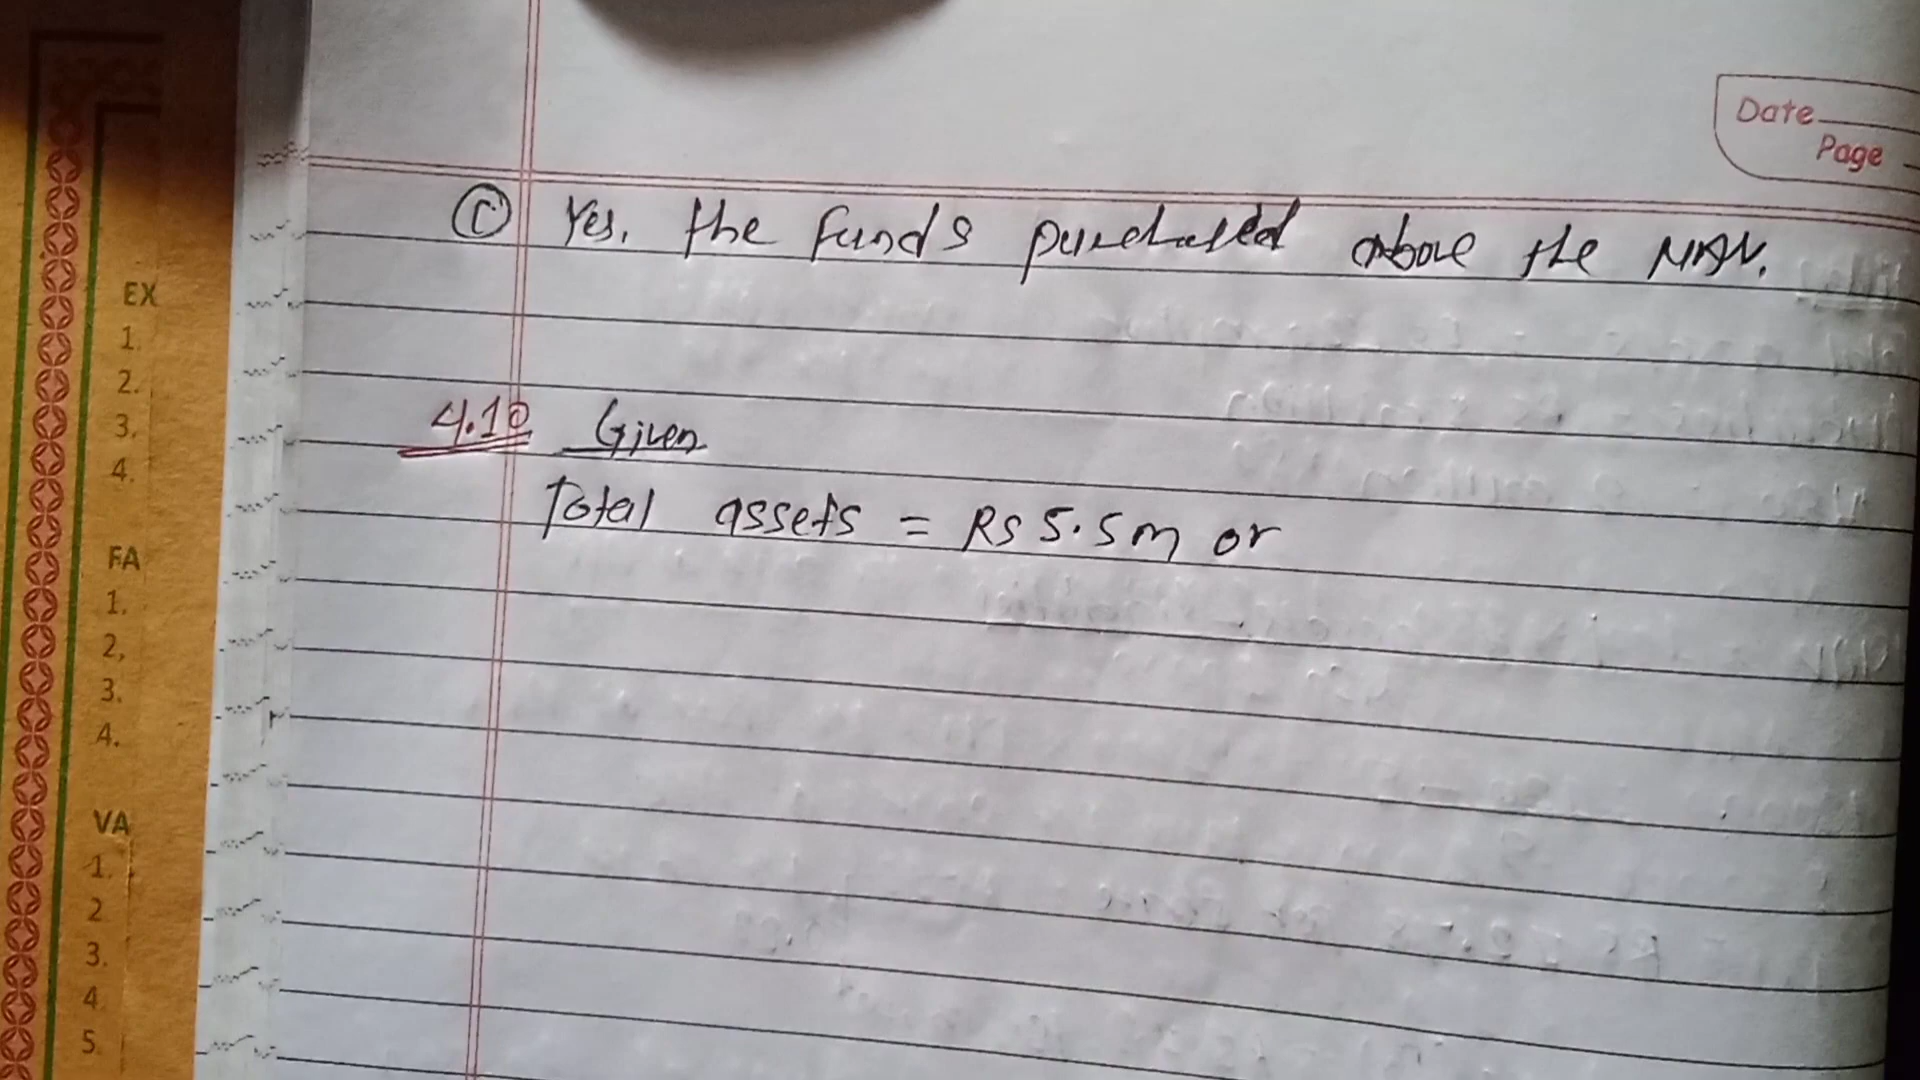 Date
Page
C Yes, the funds purchased above the NAV.
4.10 Given
Total assets = Rs 5.5m or
EX
1.
2.
3.
4.
FA
1.
2,
3.
4.
VA
1.
2
3.
4
5